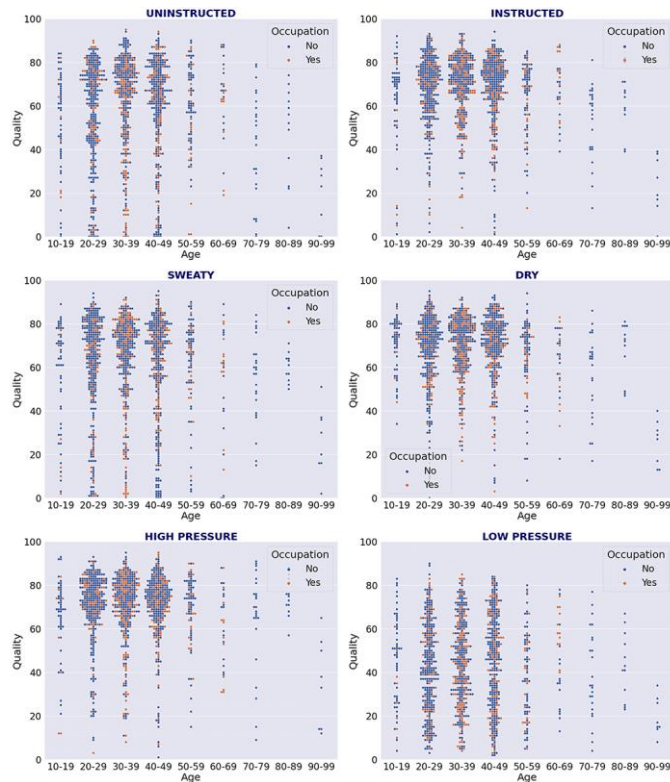 UNINSTRUCTED
Occupation
No
Yes
Quality
100
80
60
40
20
0
10-19 20-29 30-39 40-49 50-59 60-69 70-79 80-89 90-99
Age
INSTRUCTED
Occupation
No
Yes
Quality
100
80
60
40
20
0
10-19 20-29 30-39 40-49 50-59 60-69 70-79 80-89 90-99
Age
SWEATY
Occupation
No
Yes
Quality
100
80
60
40
20
0
10-19 20-29 30-39 40-49 50-59 60-69 70-79 80-89 90-99
Age
DRY
Occupation
No
Yes
Quality
100
80
60
40
20
0
10-19 20-29 30-39 40-49 50-59 60-69 70-79 80-89 90-99
Age
HIGH PRESSURE
Occupation
No
Yes
Quality
100
80
60
40
20
0
10-19 20-29 30-39 40-49 50-59 60-69 70-79 80-89 90-99
Age
LOW PRESSURE
Occupation
No
Yes
Quality
100
80
60
40
20
0
10-19 20-29 30-39 40-49 50-59 60-69 70-79 80-89 90-99
Age